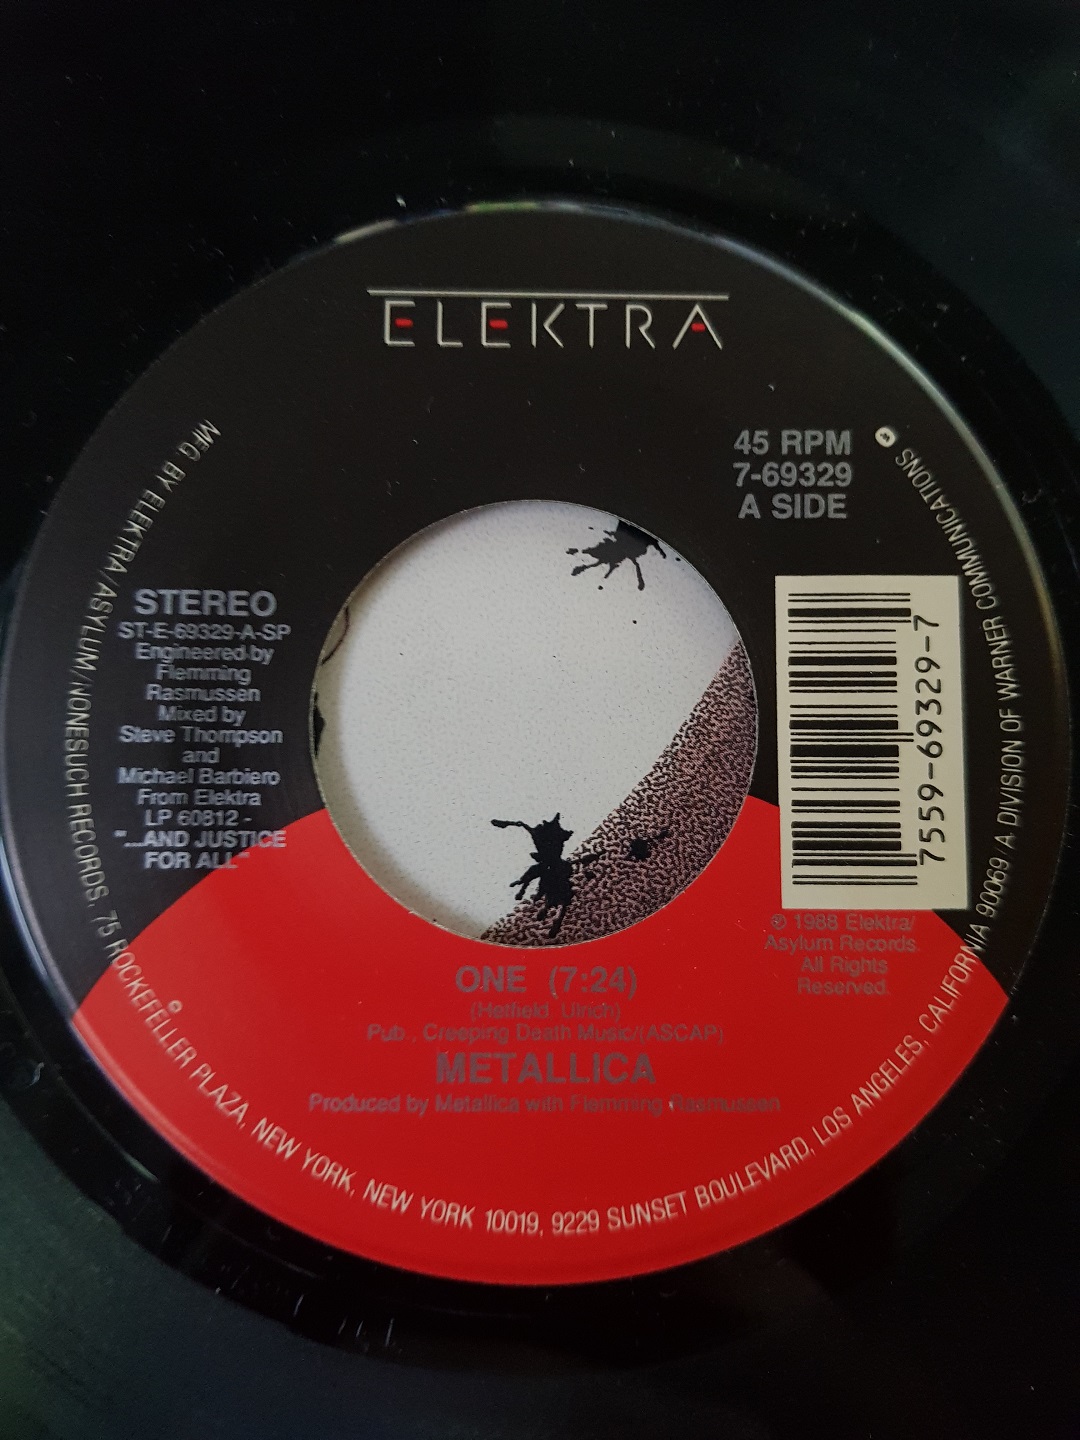 ELEKTRA
45 RPM
7-69329
A SIDE
STEREO
ST-E-69329-A-SP
Engineered by
Flemming
Rasmussen
Mixed by
Steve Thompson
and
Michael Barbiero
From Elektra
LP 60812 -
"...AND JUSTICE
FOR ALL"
7559-69329-7
℗ 1988 Elektra/
Asylum Records.
All Rights
Reserved.
ONE (7:24)
(Hetfield Ulrich)
Pub., Creeping Death Music/(ASCAP)
METALLICA
Produced by Metallica with Flemming Rasmussen
MFG BY ELEKTRA/ASYLUM/NONESUCH RECORDS. 75 ROCKEFELLER PLAZA, NEW YORK, NEW YORK 10019, 9229 SUNSET BOULEVARD, LOS ANGELES, CALIFORNIA 90069/A DIVISION OF WARNER COMMUNICATIONS